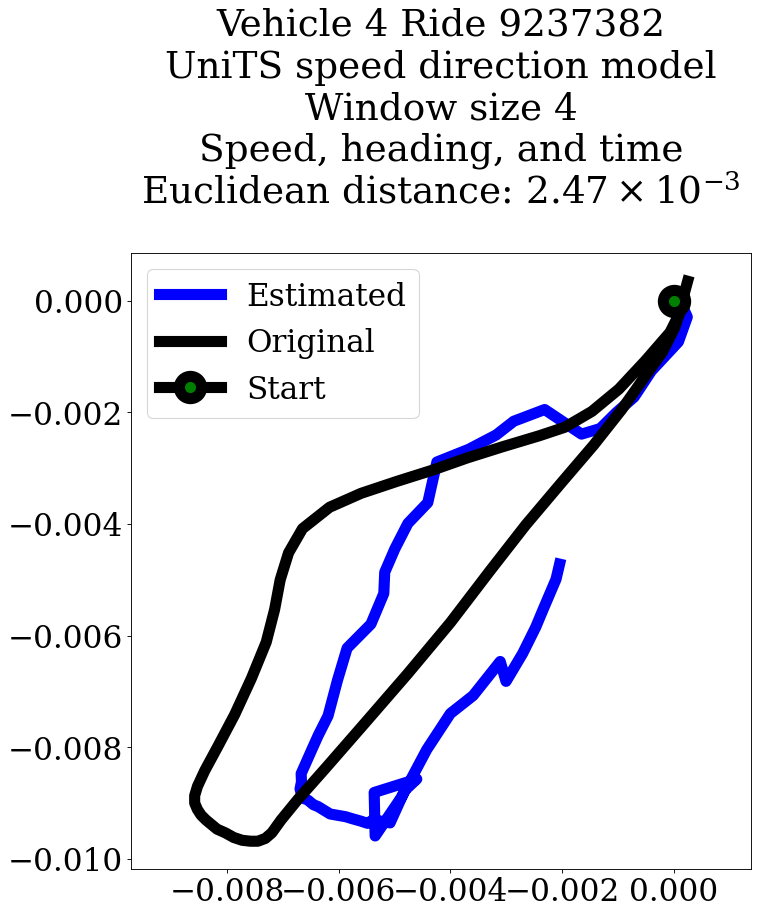 Vehicle 4 Ride 9237382
UniTS speed direction model
Window size 4
Speed, heading, and time
Euclidean distance: 2.47 × 10⁻³
Estimated
Original
Start
0.000
−0.002
−0.004
−0.006
−0.008
−0.010
−0.008−0.006−0.004−0.002 0.000